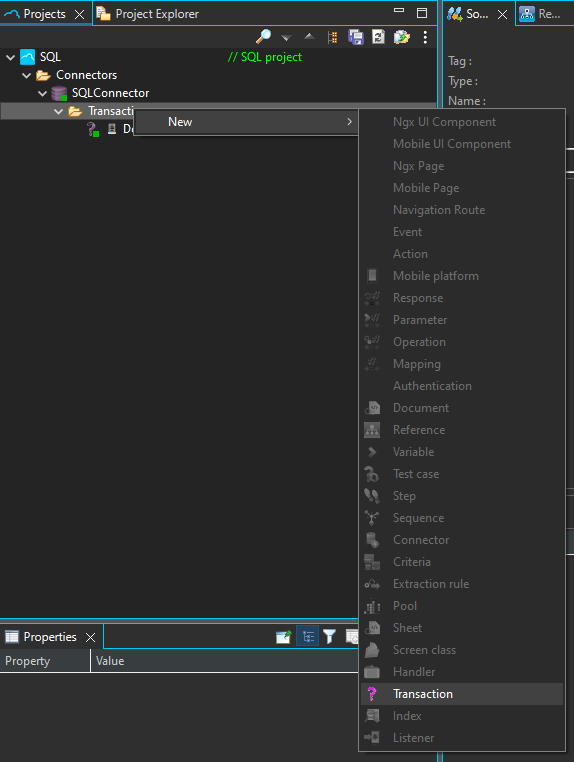 Projects
Project Explorer
So...
Re...
SQL // SQL project
Connectors
SQLConnector
Transacti
De
New
Tag :
Type :
Name :
Ngx UI Component
Mobile UI Component
Ngx Page
Mobile Page
Navigation Route
Event
Action
Mobile platform
Response
Parameter
Operation
Mapping
Authentication
Document
Reference
Variable
Test case
Step
Sequence
Connector
Criteria
Extraction rule
Pool
Sheet
Screen class
Handler
Transaction
Index
Listener
Properties
Property Value